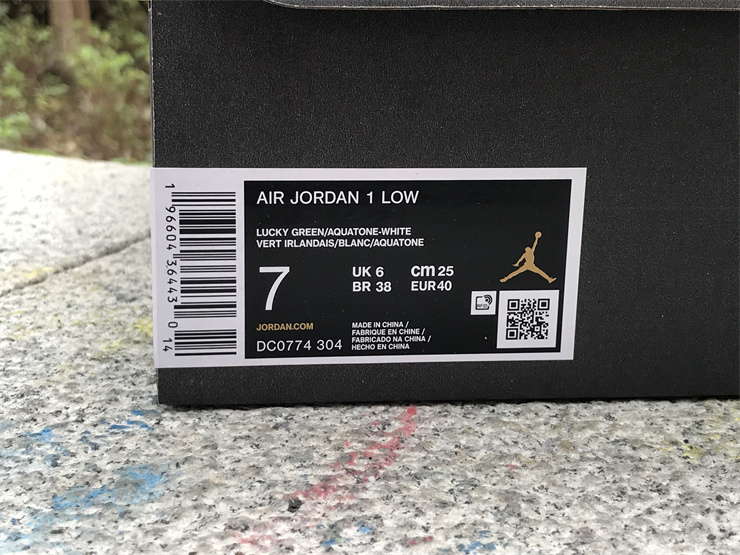 AIR JORDAN 1 LOW
LUCKY GREEN/AQUATONE-WHITE
VERT IRLANDAIS/BLANC/AQUATONE
7
UK 6 cm 25
BR 38 EUR 40
JORDAN.COM
DC0774 304
MADE IN CHINA /
FABRIQUE EN CHINE /
FABRICADO NA CHINA /
HECHO EN CHINA
1 96604 36443 0 14